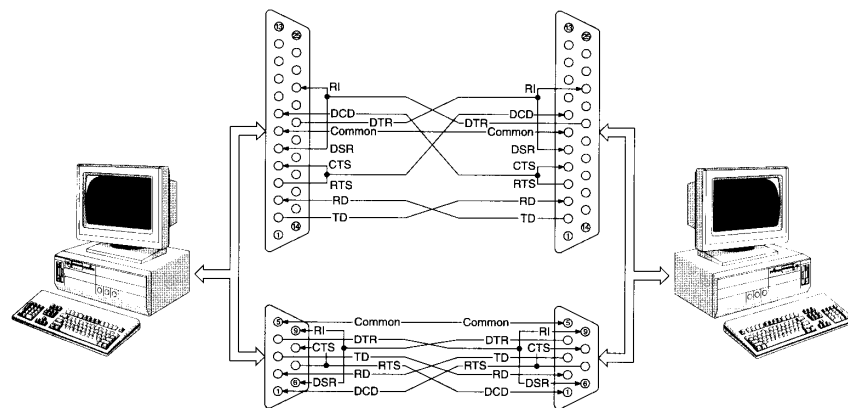 13 25 13 25
RI RI
DCD DCD
DTR DTR
Common Common
DSR DSR
CTS CTS
RTS RTS
RD RD
TD TD
14 14
1 1
5 Common Common 5
9 RI RI 9
DTR DTR
CTS TD TD CTS
RTS RTS
RD RD
6 DSR DSR 6
1 DCD DCD 1